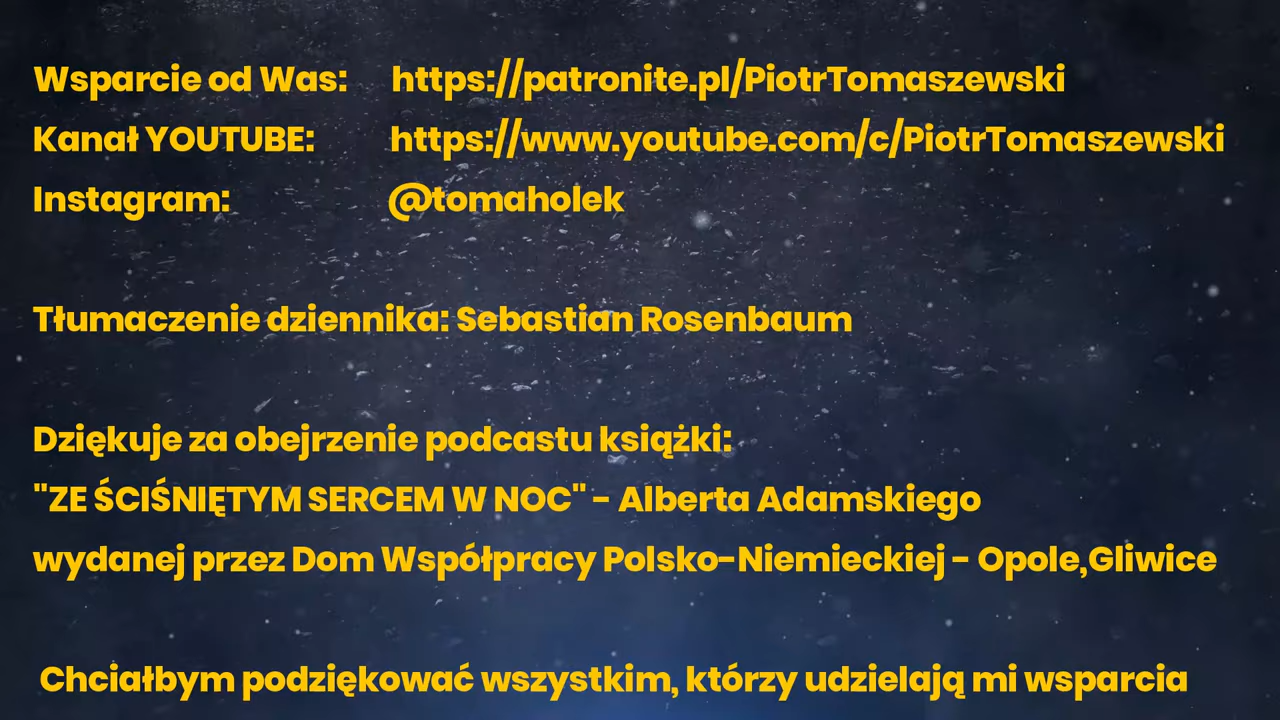 Wsparcie od Was: https://patronite.pl/PiotrTomaszewski
Kanał YOUTUBE: https://www.youtube.com/c/PiotrTomaszewski
Instagram: @tomaholek
Tłumaczenie dziennika: Sebastian Rosenbaum
Dziękuje za obejrzenie podcastu książki:
"ZE ŚCIŚNIĘTYM SERCEM W NOC" - Alberta Adamskiego
wydanej przez Dom Współpracy Polsko-Niemieckiej - Opole,Gliwice
Chciałbym podziękować wszystkim, którzy udzielają mi wsparcia